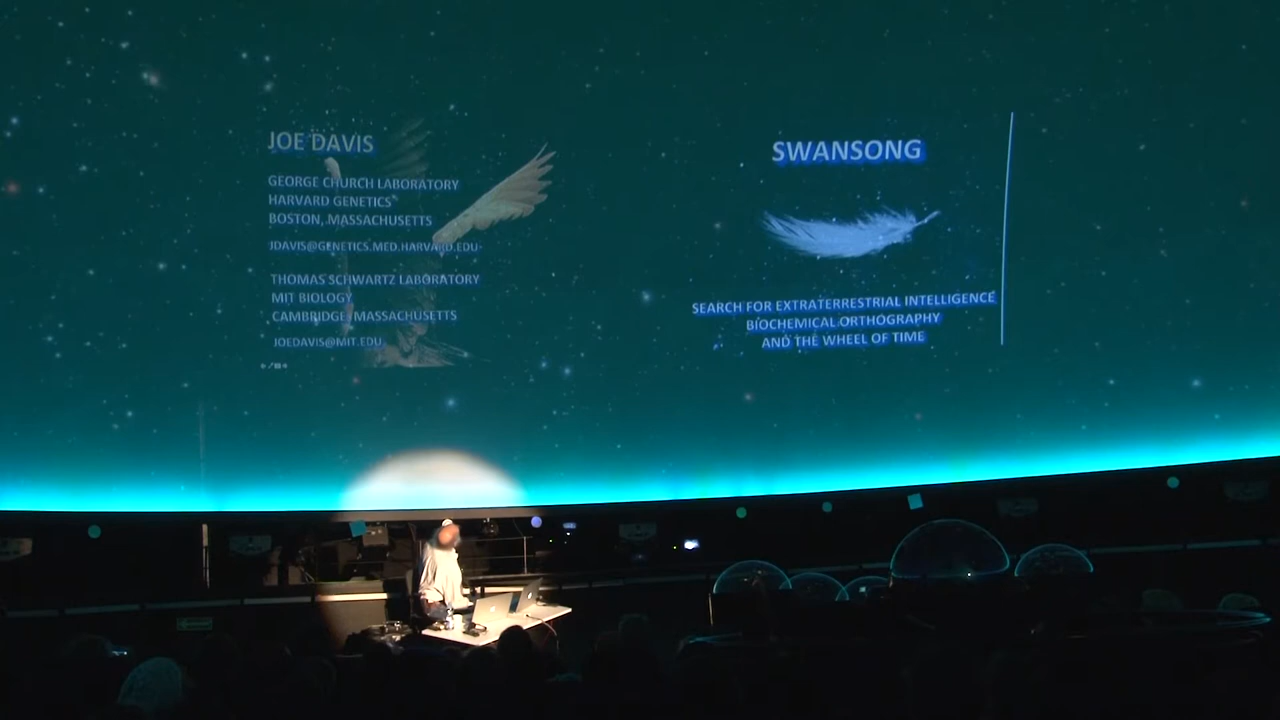 JOE DAVIS
GEORGE CHURCH LABORATORY
HARVARD GENETICS
BOSTON, MASSACHUSETTS
JDAVIS@GENETICS.MED.HARVARD.EDU
THOMAS SCHWARTZ LABORATORY
MIT BIOLOGY
CAMBRIDGE, MASSACHUSETTS
JOEDAVIS@MIT.EDU
SWANSONG
SEARCH FOR EXTRATERRESTRIAL INTELLIGENCE
BIOCHEMICAL ORTHOGRAPHY
AND THE WHEEL OF TIME